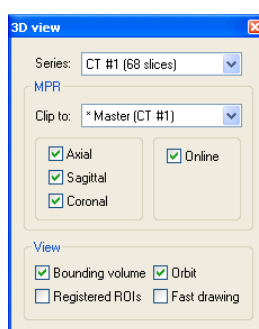 3D view
Series: CT #1 (68 slices)
MPR
Clip to: * Master (CT #1)
Axial
Online
Sagittal
Coronal
View
Bounding volume Orbit
Registered ROIs Fast drawing